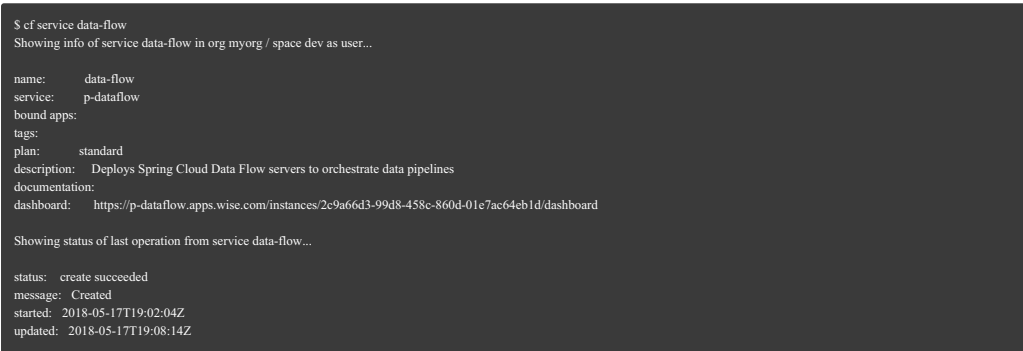 $ cf service data-flow
Showing info of service data-flow in org myorg / space dev as user...
name: data-flow
service: p-dataflow
bound apps:
tags:
plan: standard
description: Deploys Spring Cloud Data Flow servers to orchestrate data pipelines
documentation:
dashboard: https://p-dataflow.apps.wise.com/instances/2c9a66d3-99d8-458c-860d-01e7ac64eb1d/dashboard
Showing status of last operation from service data-flow...
status: create succeeded
message: Created
started: 2018-05-17T19:02:04Z
updated: 2018-05-17T19:08:14Z